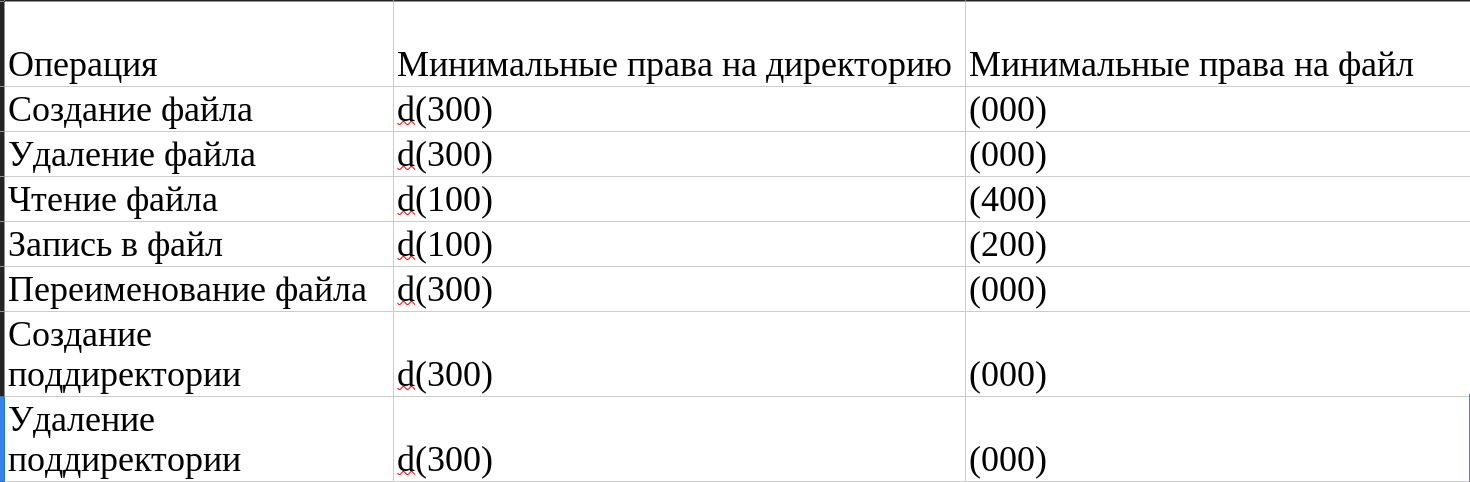 Операция Минимальные права на директорию Минимальные права на файл
Создание файла d(300) (000)
Удаление файла d(300) (000)
Чтение файла d(100) (400)
Запись в файл d(100) (200)
Переименование файла d(300) (000)
Создание
поддиректории d(300) (000)
Удаление
поддиректории d(300) (000)